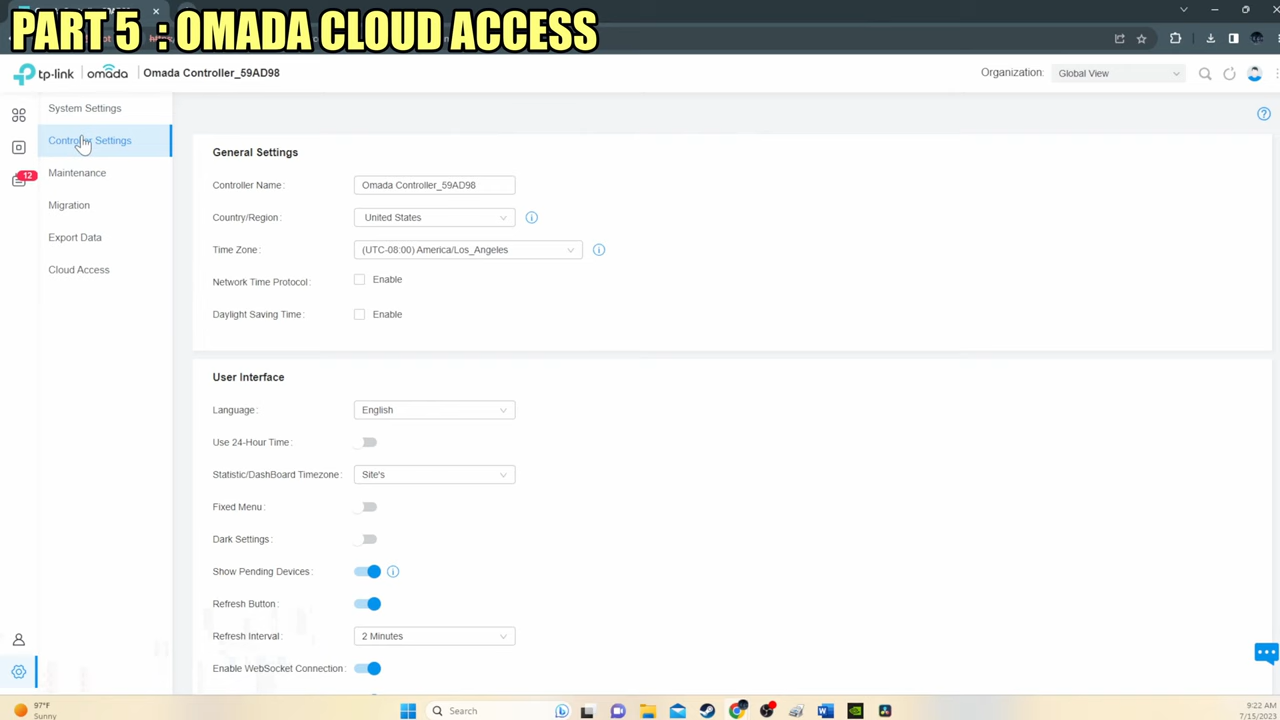 PART 5 : OMADA CLOUD ACCESS
tp-link omada Omada Controller_59AD98 Organization: Global View
System Settings
Controller Settings
12
Maintenance
Migration
Export Data
Cloud Access
General Settings
Controller Name: Omada Controller_59AD98
Country/Region: United States
Time Zone: (UTC-08:00) America/Los_Angeles
Network Time Protocol: Enable
Daylight Saving Time: Enable
User Interface
Language: English
Use 24-Hour Time:
Statistic/DashBoard Timezone: Site's
Fixed Menu:
Dark Settings:
Show Pending Devices:
Refresh Button:
Refresh Interval: 2 Minutes
Enable WebSocket Connection:
97°F
Sunny
Search
9:22 AM
7/15/2023